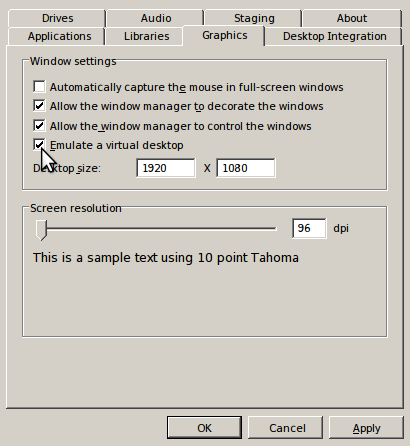 Drives Audio Staging About
Applications Libraries Graphics Desktop Integration
Window settings
Automatically capture the mouse in full-screen windows
Allow the window manager to decorate the windows
Allow the window manager to control the windows
Emulate a virtual desktop
Desktop size: 1920 X 1080
Screen resolution
96 dpi
This is a sample text using 10 point Tahoma
OK Cancel Apply